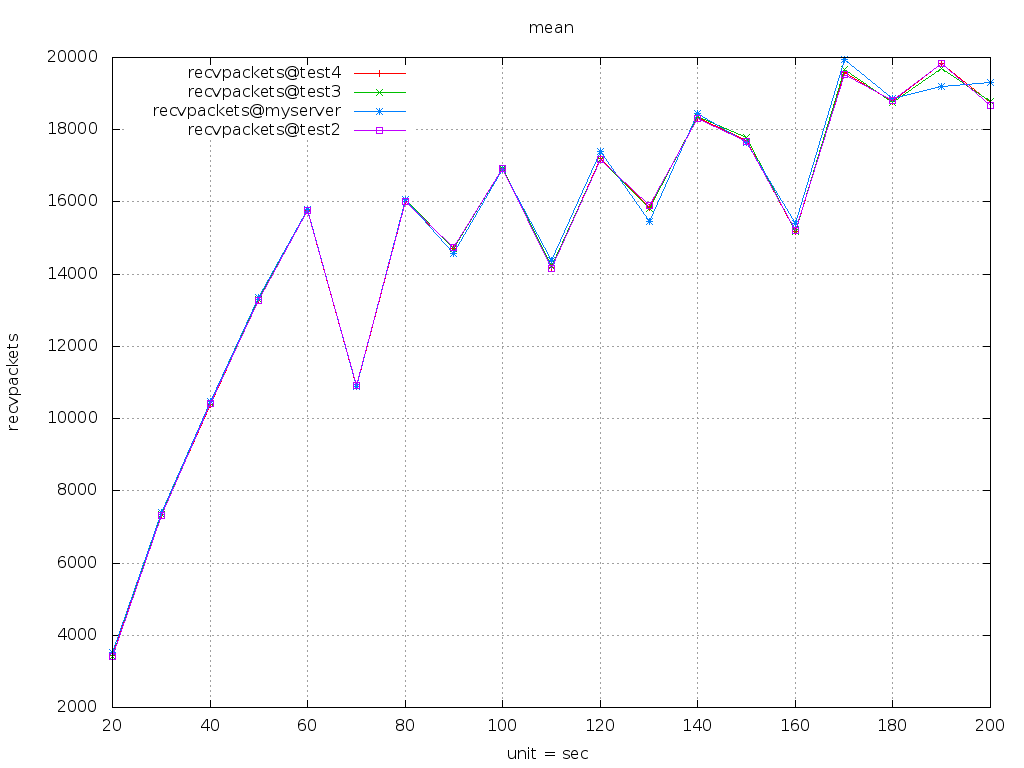 mean
20000
18000
16000
14000
12000
10000
8000
6000
4000
2000
recvpackets
recvpackets@test4
recvpackets@test3
recvpackets@myserver
recvpackets@test2
20 40 60 80 100 120 140 160 180 200
unit = sec